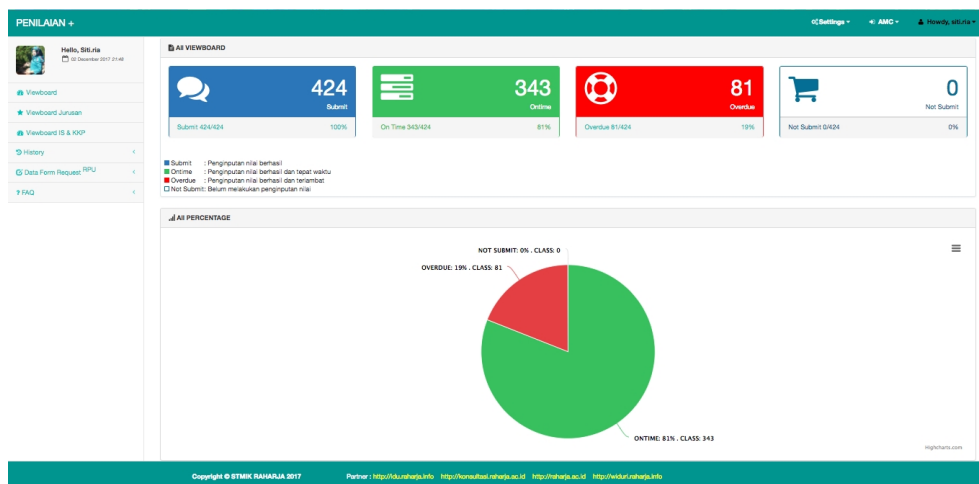 PENILAIAN +
Settings
AMC
Howdy, siti.ria
Hello, Siti.ria
02 December 2017 21:48
Viewboard
Viewboard Jurusan
Viewboard IS & KKP
History
Data Form Request RPU
? FAQ
All VIEWBOARD
424
Submit
Submit 424/424 100%
343
Ontime
On Time 343/424 81%
81
Overdue
Overdue 81/424 19%
0
Not Submit
Not Submit 0/424 0%
Submit : Penginputan nilai berhasil
Ontime : Penginputan nilai berhasil dan tepat waktu
Overdue : Penginputan nilai berhasil dan terlambat
Not Submit: Belum melakukan penginputan nilai
All PERCENTAGE
NOT SUBMIT: 0% . CLASS: 0
OVERDUE: 19% . CLASS: 81
ONTIME: 81% . CLASS: 343
Highcharts.com
Copyright © STMIK RAHARJA 2017 Partner : http://idu.raharja.info http://konsultasi.raharja.ac.id http://raharja.ac.id http://widuri.raharja.info